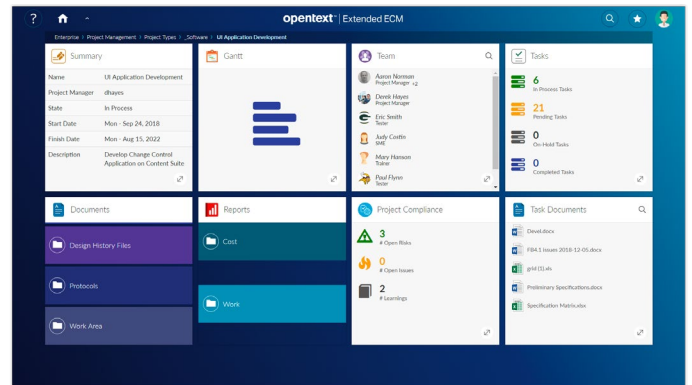 ?
opentext™ | Extended ECM
Enterprise > Project Management > Project Types > _Software > UI Application Development
Summary
Name UI Application Development
Project Manager dhayes
State In Process
Start Date Mon - Sep 24, 2018
Finish Date Mon - Aug 15, 2022
Description Develop Change Control
Application on Content Suite
Gantt
Team
Aaron Norman
Project Manager +2
Derek Hayes
Project Manager
Eric Smith
Tester
Judy Costin
SME
Mary Hanson
Trainer
Paul Flynn
Tester
Tasks
6
In Process Tasks
21
Pending Tasks
0
On-Hold Tasks
0
Completed Tasks
Documents
Design History Files
Protocols
Work Area
Reports
Cost
Work
Project Compliance
3
# Open Risks
0
# Open Issues
2
# Learnings
Task Documents
Devel.docx
FB4.1 issues 2018-12-05.docx
grid (1).xls
Preliminary Specifications.docx
Specification Matrix.xlsx